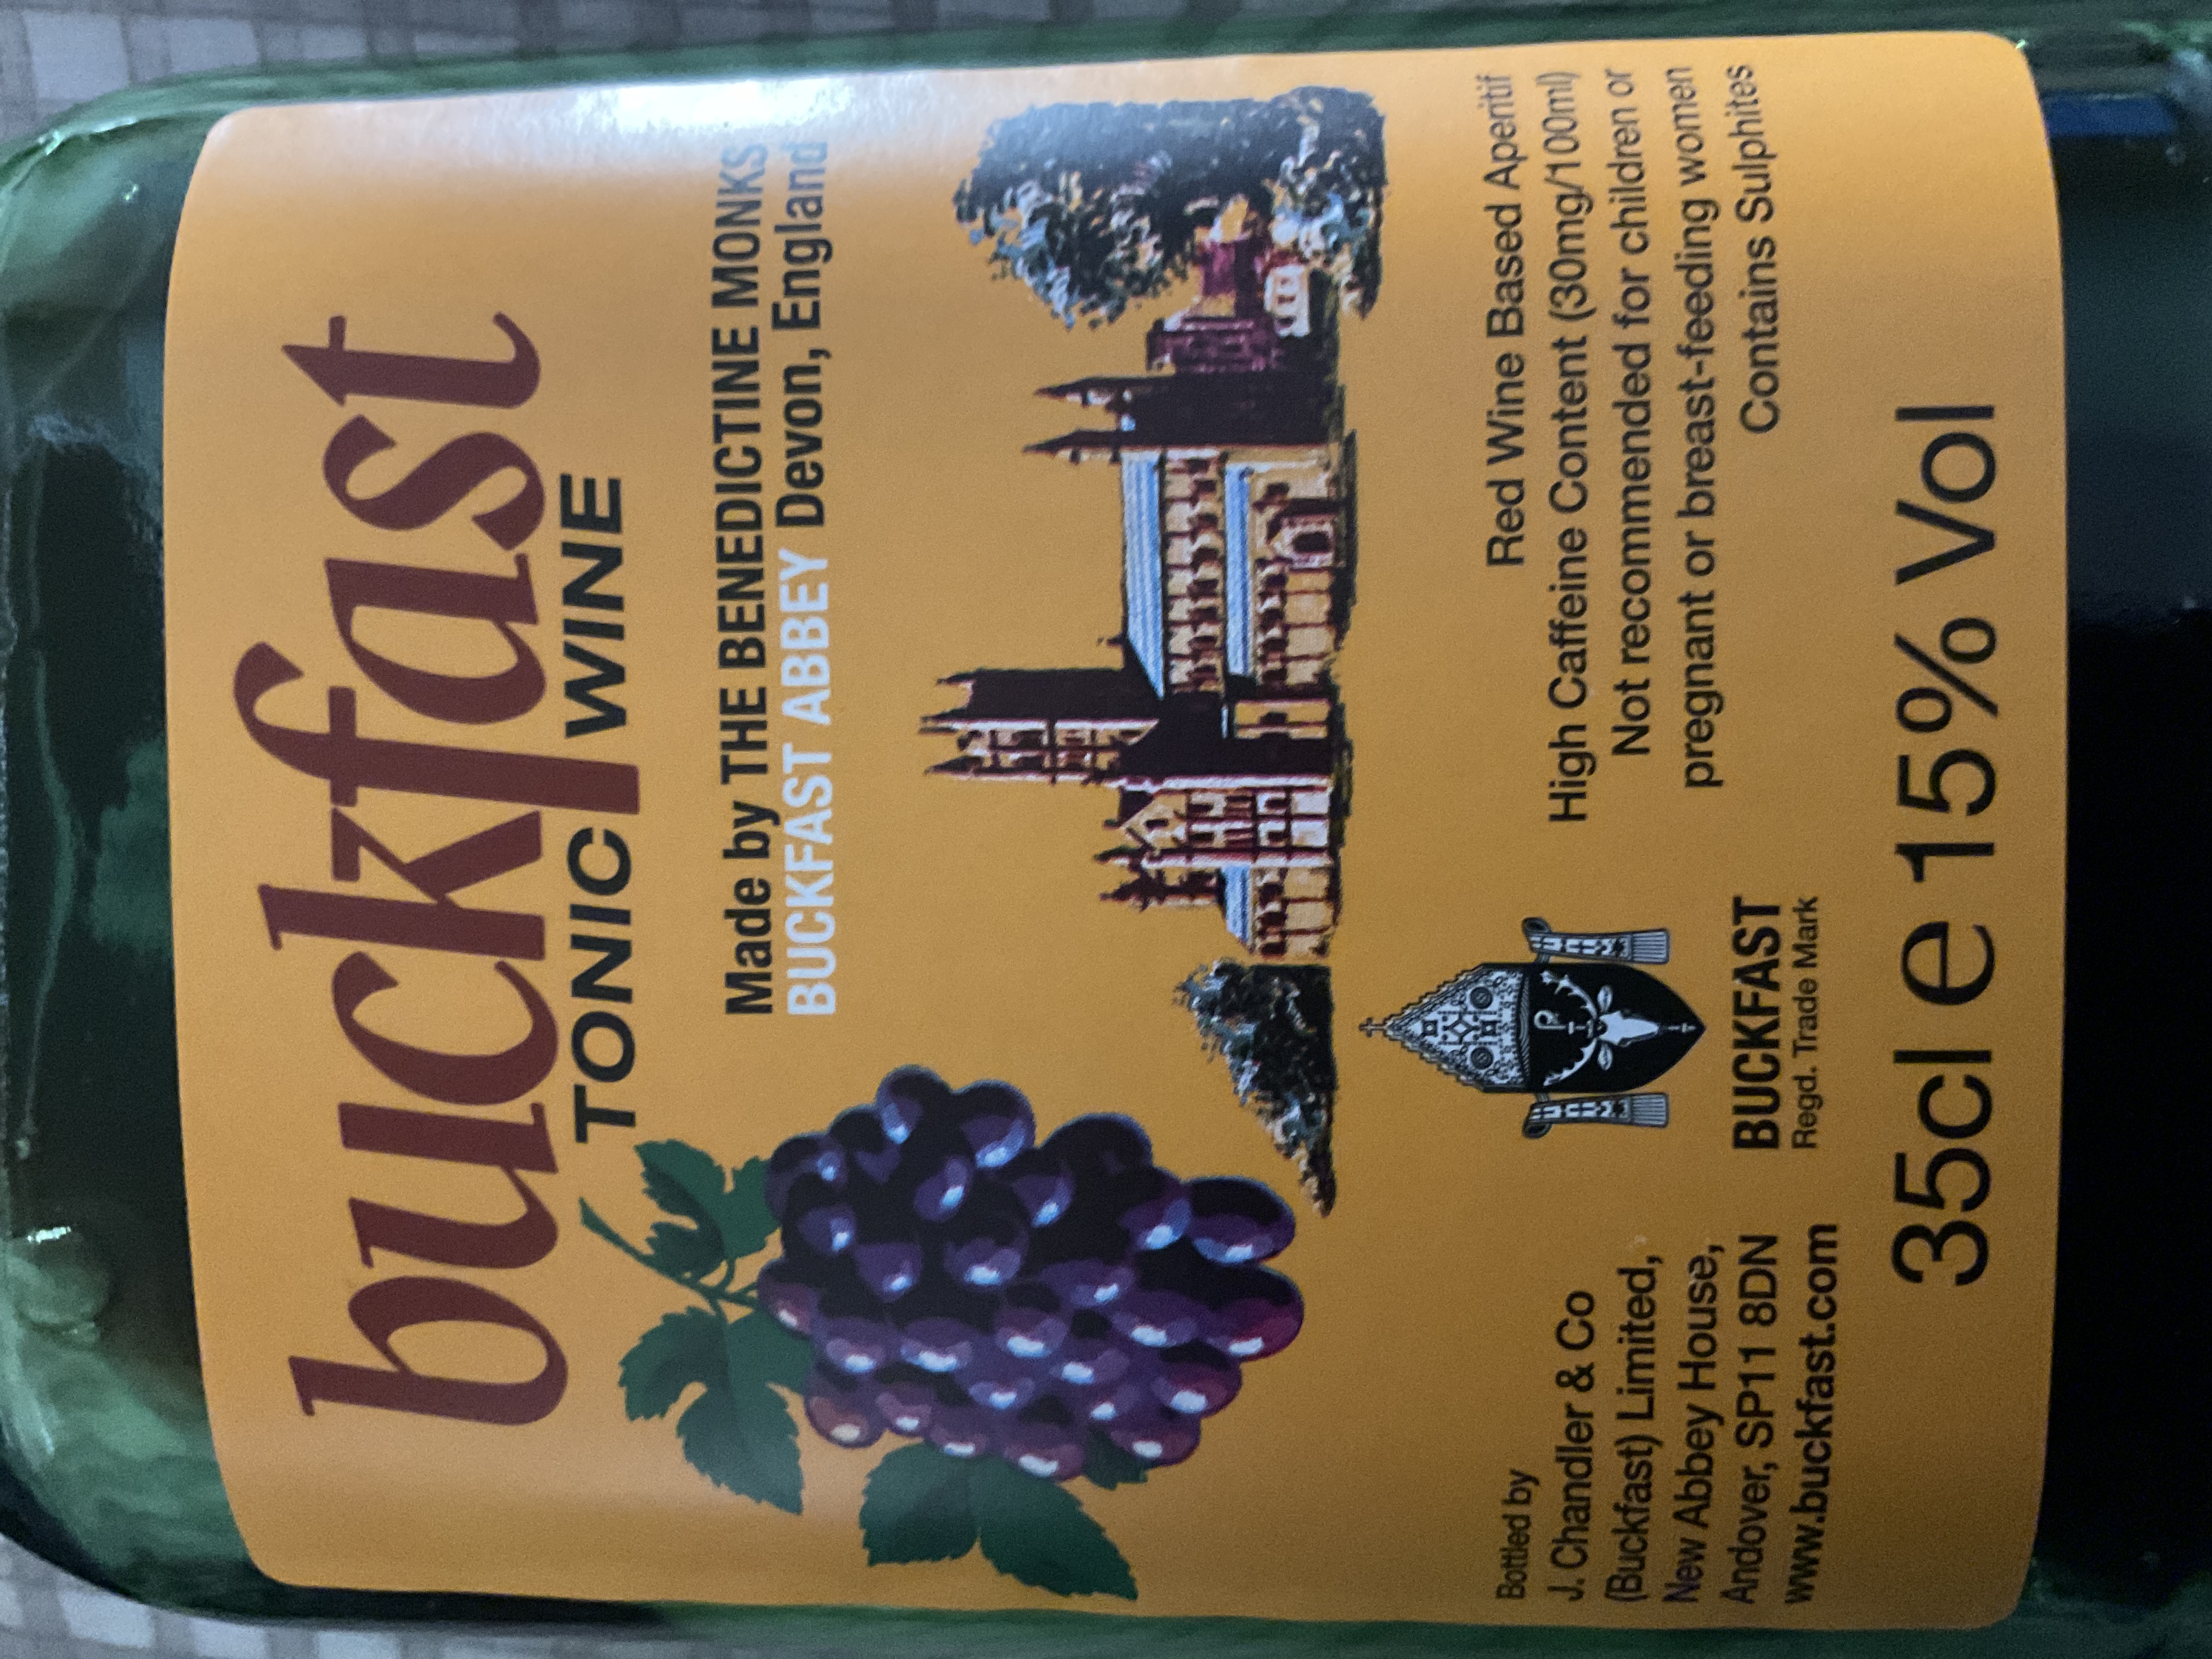 buckfast
TONIC WINE
Made by THE BENEDICTINE MONKS
BUCKFAST ABBEY Devon, England
Bottled by
J. Chandler & Co
(Buckfast) Limited,
New Abbey House,
Andover, SP11 8DN
www.buckfast.com
BUCKFAST
Regd. Trade Mark
Red Wine Based Aperitif
High Caffeine Content (30mg/100ml)
Not recommended for children or
pregnant or breast-feeding women
Contains Sulphites
35cl e 15% Vol